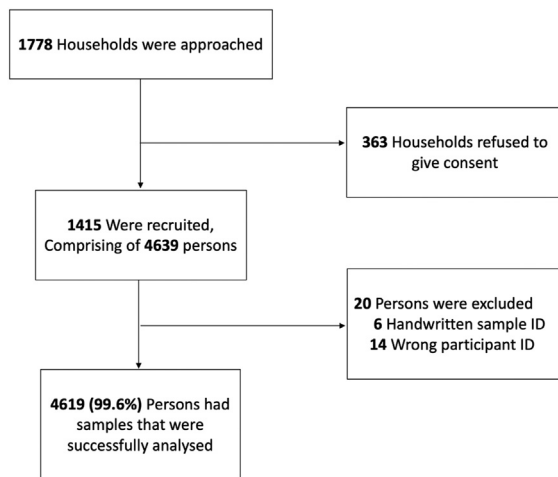 1778 Households were approached
363 Households refused to
give consent
1415 Were recruited,
Comprising of 4639 persons
20 Persons were excluded
6 Handwritten sample ID
14 Wrong participant ID
4619 (99.6%) Persons had
samples that were
successfully analysed